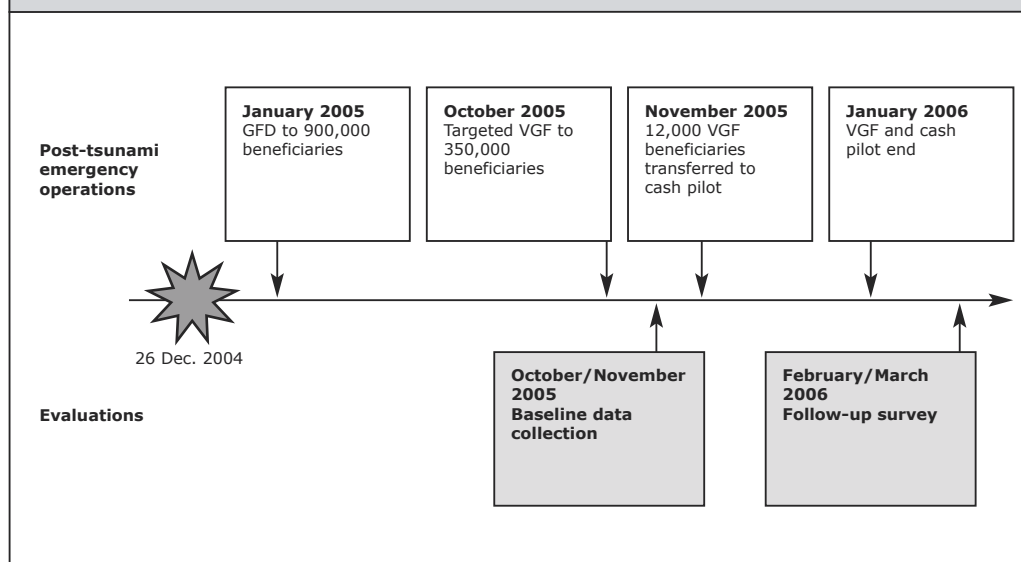 Post-tsunami
emergency
operations
January 2005
GFD to 900,000
beneficiaries
October 2005
Targeted VGF to
350,000
beneficiaries
November 2005
12,000 VGF
beneficiaries
transferred to
cash pilot
January 2006
VGF and cash
pilot end
26 Dec. 2004
Evaluations
October/November
2005
Baseline data
collection
February/March
2006
Follow-up survey